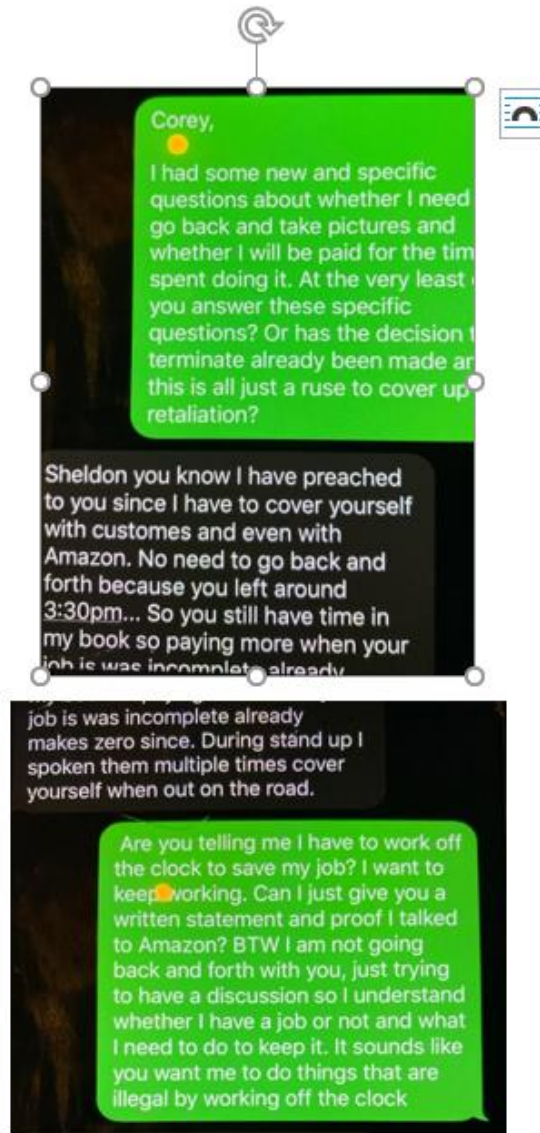 Corey,
I had some new and specific
questions about whether I need
go back and take pictures and
whether I will be paid for the tim
spent doing it. At the very least
you answer these specific
questions? Or has the decision t
terminate already been made ar
this is all just a ruse to cover up
retaliation?
Sheldon you know I have preached
to you since I have to cover yourself
with customes and even with
Amazon. No need to go back and
forth because you left around
3:30pm... So you still have time in
my book so paying more when your
job is was incomplete already
job is was incomplete already
makes zero since. During stand up I
spoken them multiple times cover
yourself when out on the road.
Are you telling me I have to work off
the clock to save my job? I want to
keep working. Can I just give you a
written statement and proof I talked
to Amazon? BTW I am not going
back and forth with you, just trying
to have a discussion so I understand
whether I have a job or not and what
I need to do to keep it. It sounds like
you want me to do things that are
illegal by working off the clock